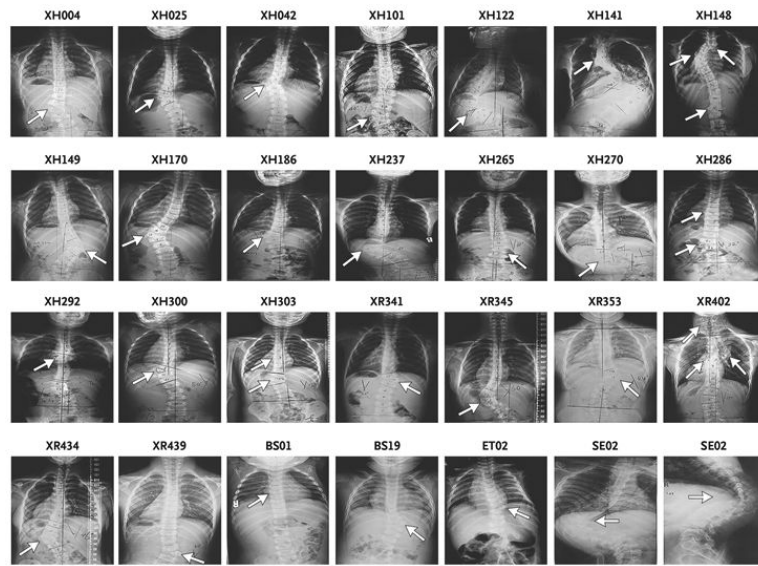 XH004 XH025 XH042 XH101 XH122 XH141 XH148
XH149 XH170 XH186 XH237 XH265 XH270 XH286
XH292 XH300 XH303 XR341 XR345 XR353 XR402
XR434 XR439 BS01 BS19 ET02 SE02 SE02